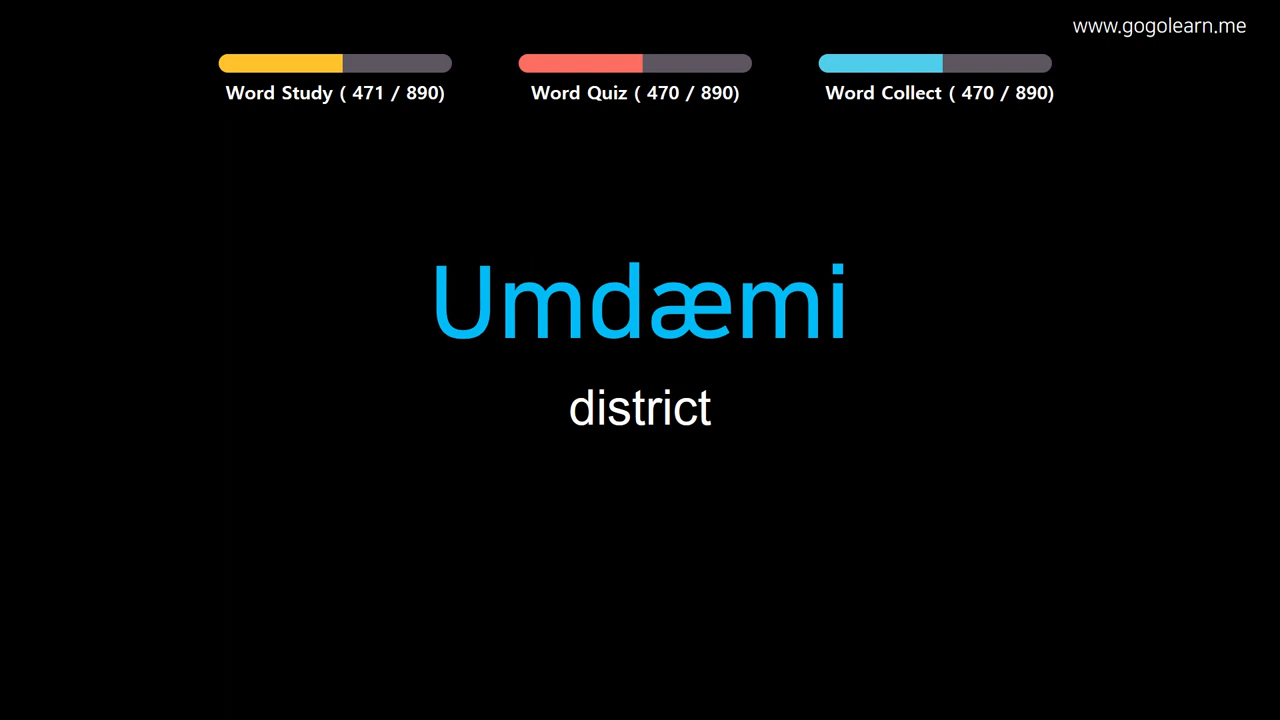 www.gogolearn.me
Word Study ( 471 / 890)
Word Quiz ( 470 / 890)
Word Collect ( 470 / 890)
Umdæmi
district